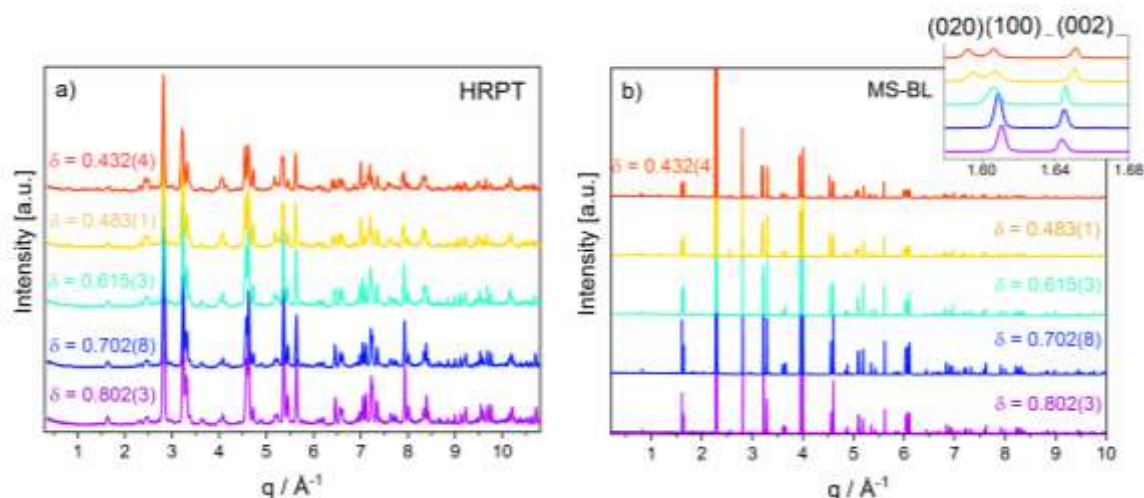 a)
HRPT
δ = 0.432(4)
δ = 0.483(1)
δ = 0.615(3)
δ = 0.702(8)
δ = 0.802(3)
Intensity [a.u.]
1 2 3 4 5 6 7 8 9 10
q / Å-1
(020)(100)_(002)_
b)
MS-BL
1.60 1.64 1.68
δ = 0.432(4
δ = 0.483(1)
δ = 0.615(3)
δ = 0.702(8)
δ = 0.802(3)
Intensity [a.u.]
1 2 3 4 5 6 7 8 9 10
q / Å-1